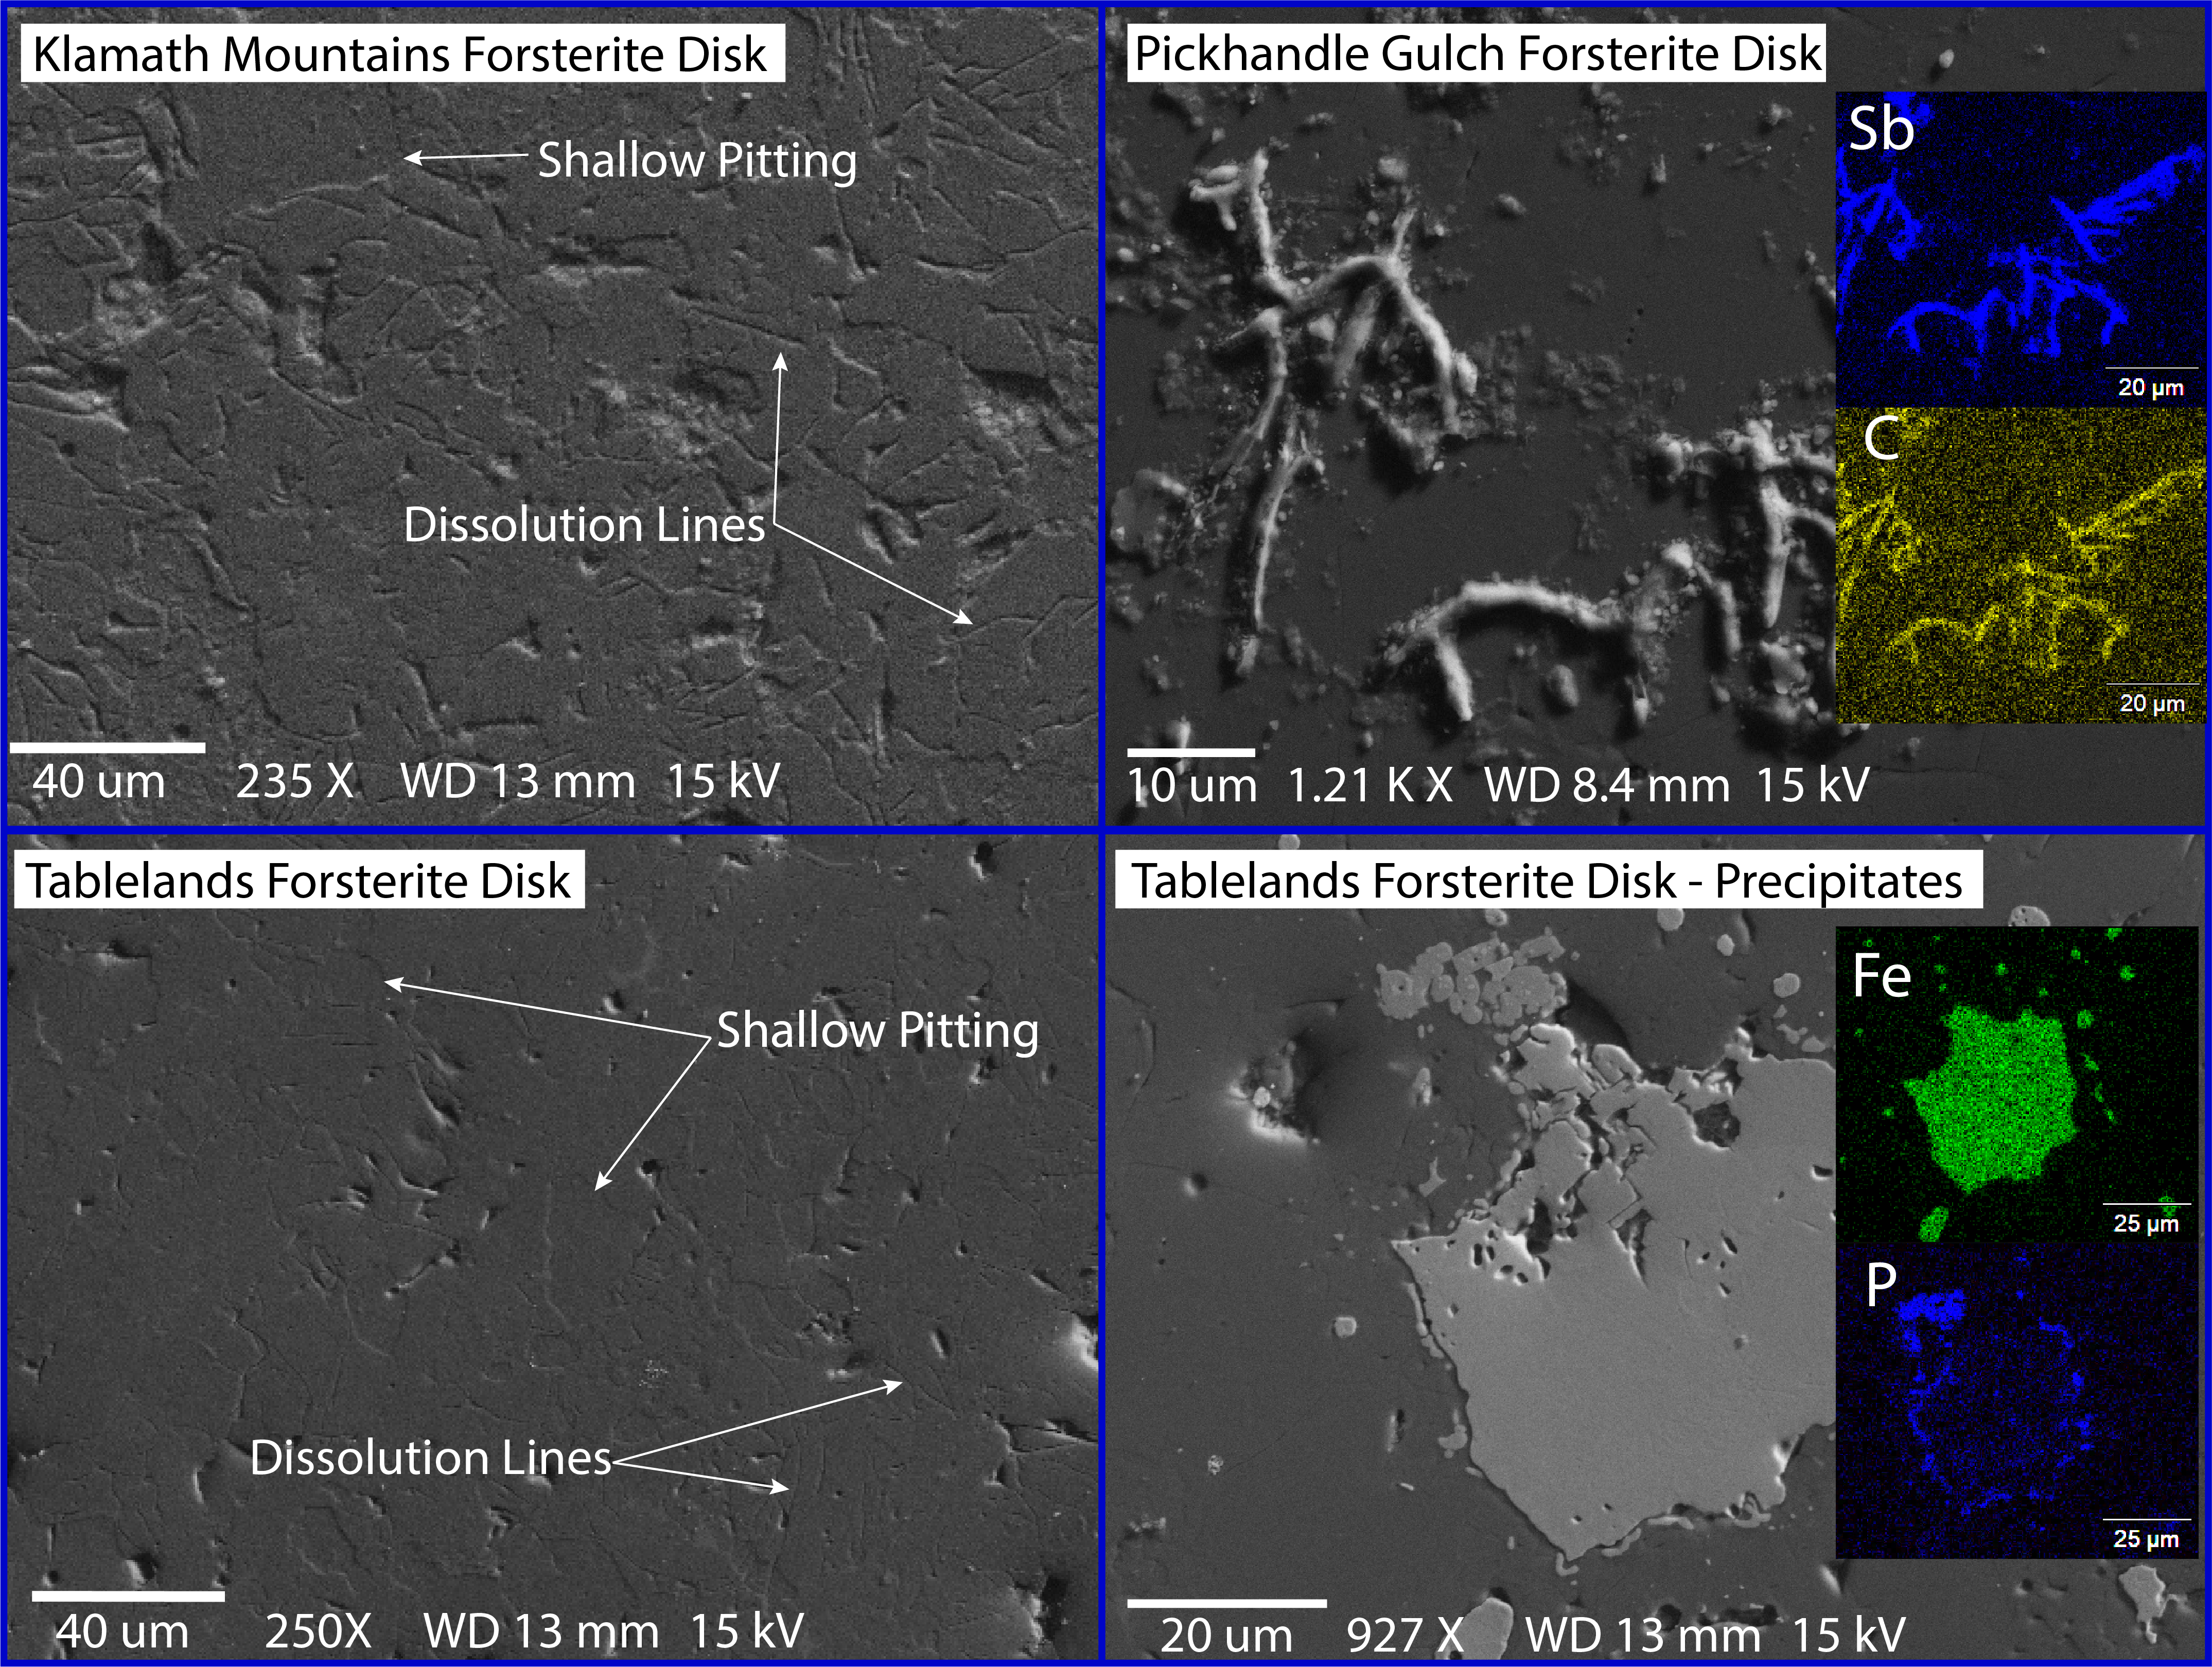 Klamath Mountains Forsterite Disk
Shallow Pitting
Dissolution Lines
40 um 235 X WD 13 mm 15 kV
Pickhandle Gulch Forsterite Disk
Sb
20 µm
C
20 µm
10 um 1.21 K X WD 8.4 mm 15 kV
Tablelands Forsterite Disk
Shallow Pitting
Dissolution Lines
40 um 250X WD 13 mm 15 kV
Tablelands Forsterite Disk - Precipitates
Fe
25 µm
P
25 µm
20 um 927 X WD 13 mm 15 kV